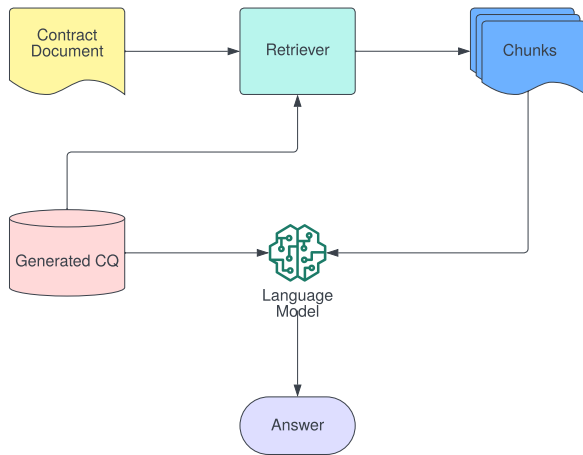 Contract
Document
Retriever
Chunks
Generated CQ
Language
Model
Answer